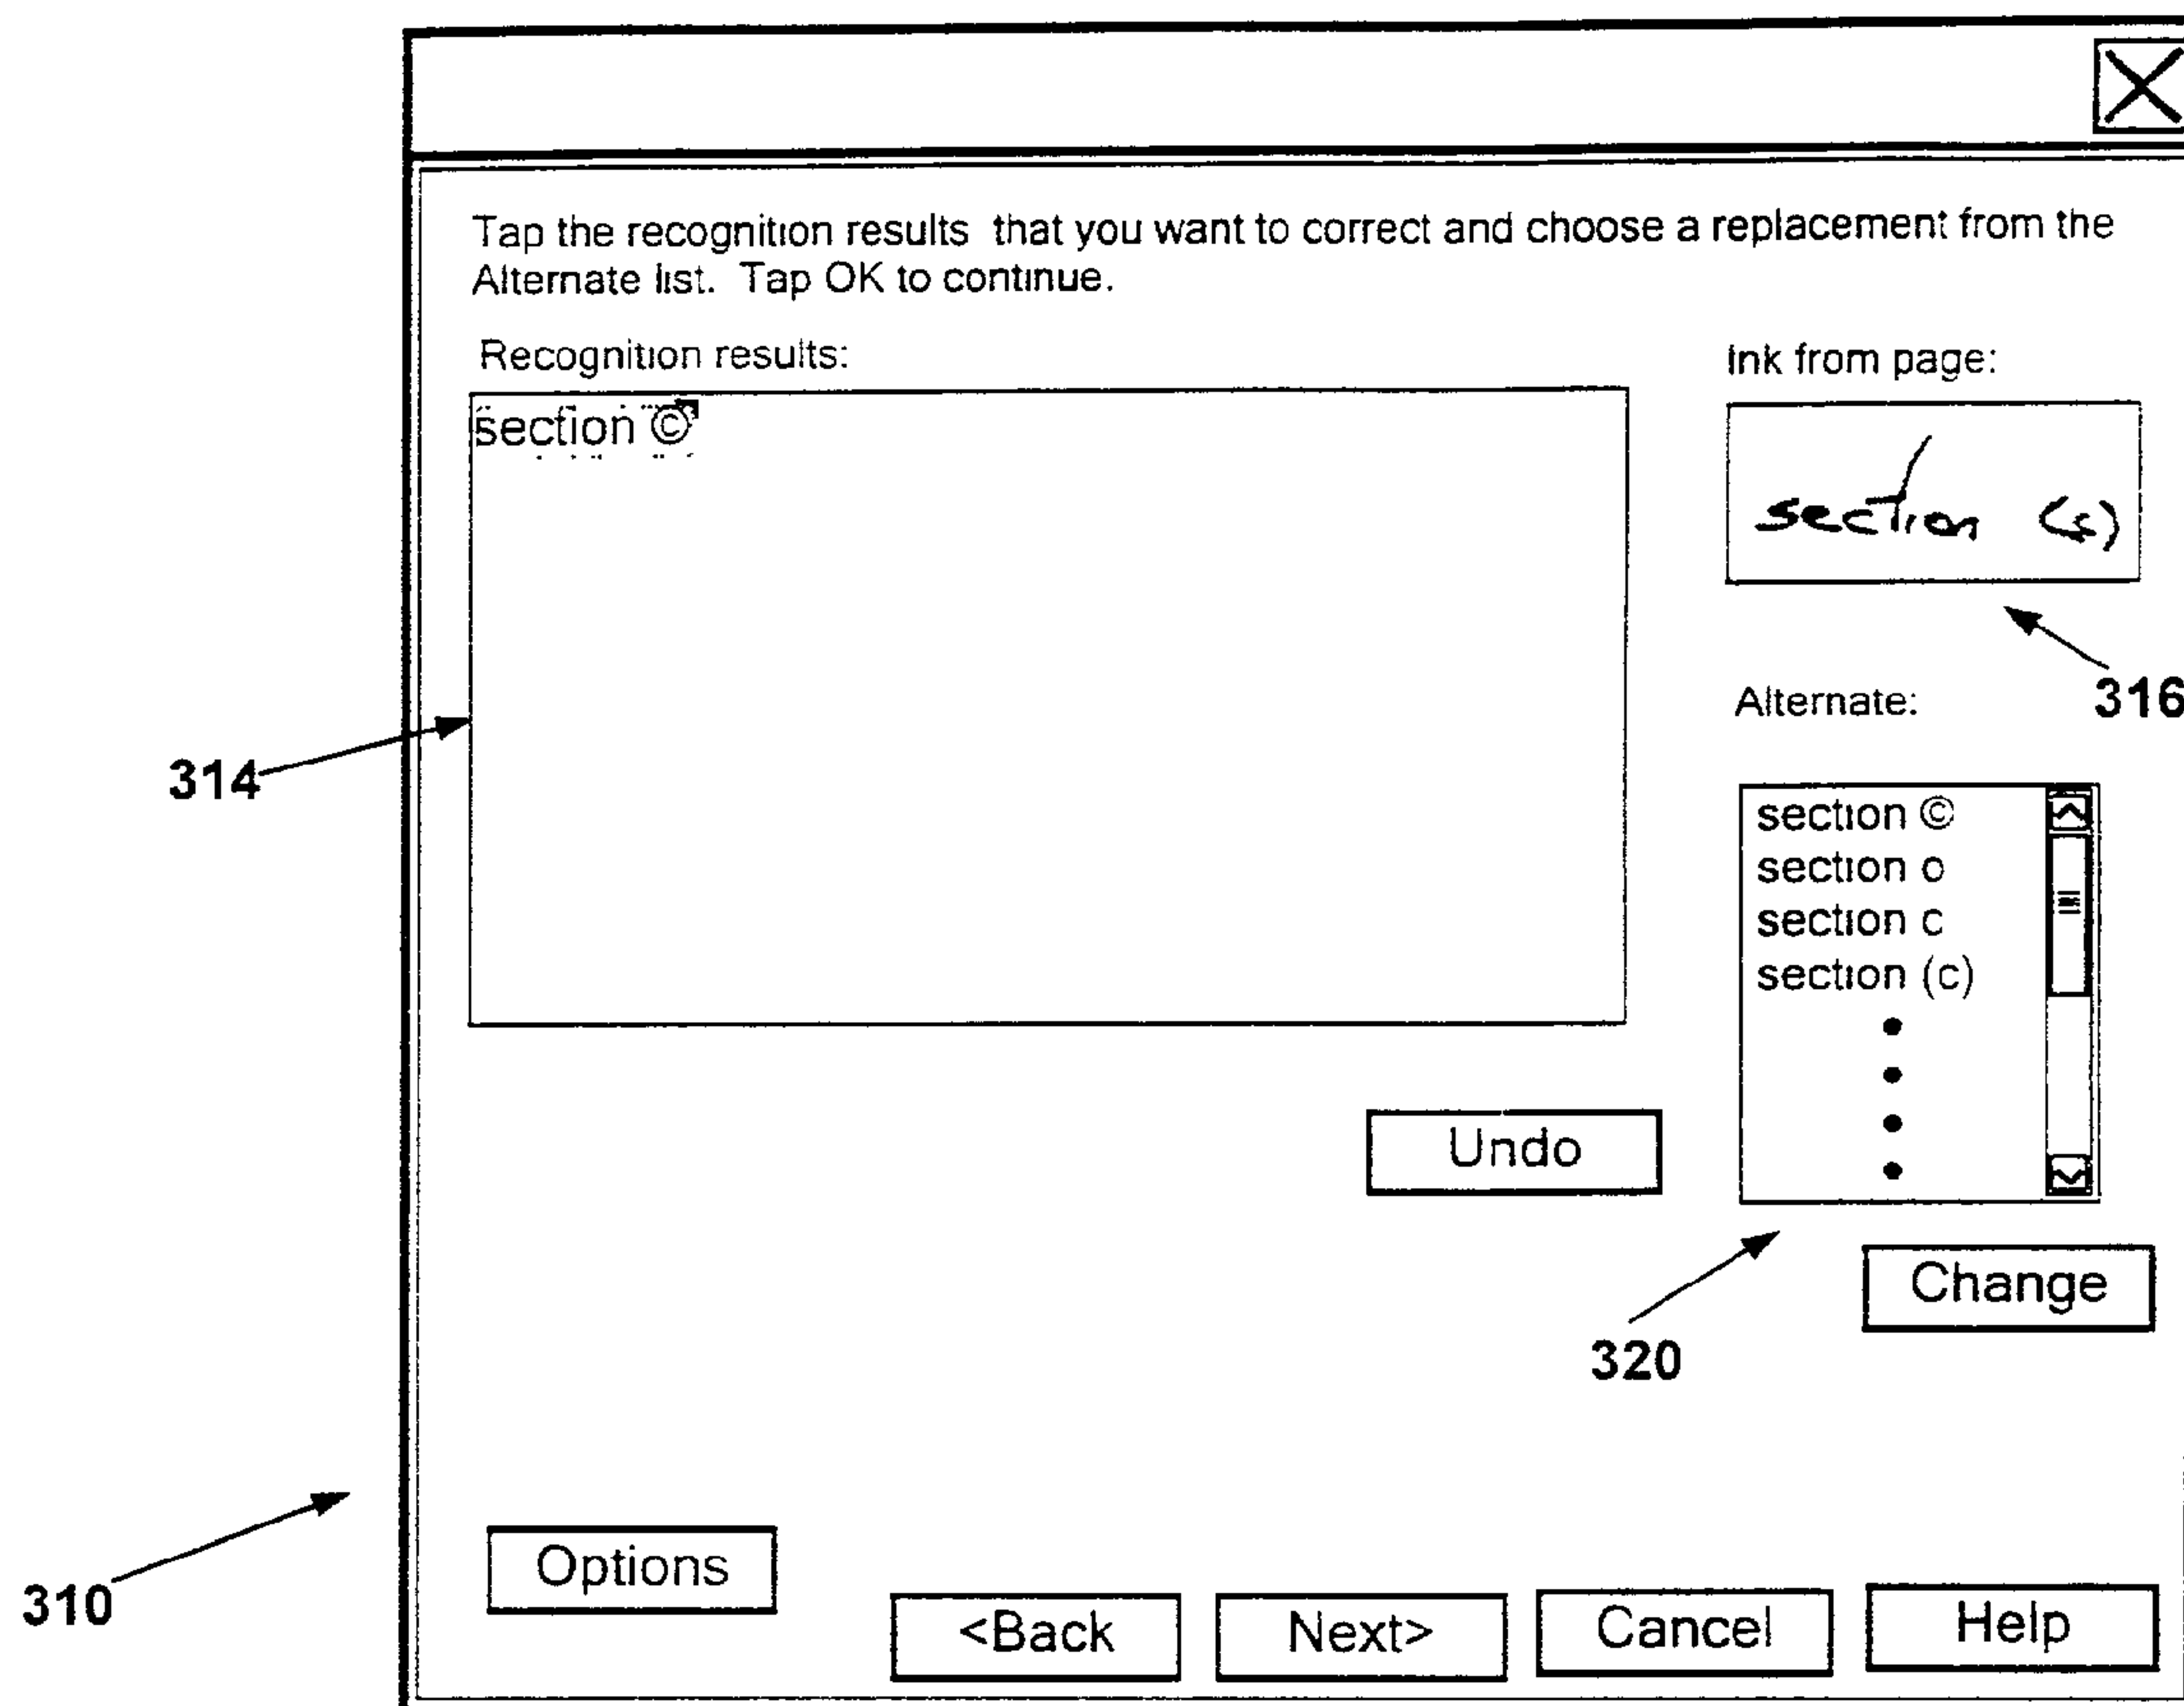 Tap the recognition results that you want to correct and choose a replacement from the
Alternate list. Tap OK to continue.
Recognition results:
section ©
Ink from page:
section (s)
316
Alternate:
314
section ©
section o
section c
section (c)
Undo
Change
320
310
Options
<Back
Next>
Cancel
Help